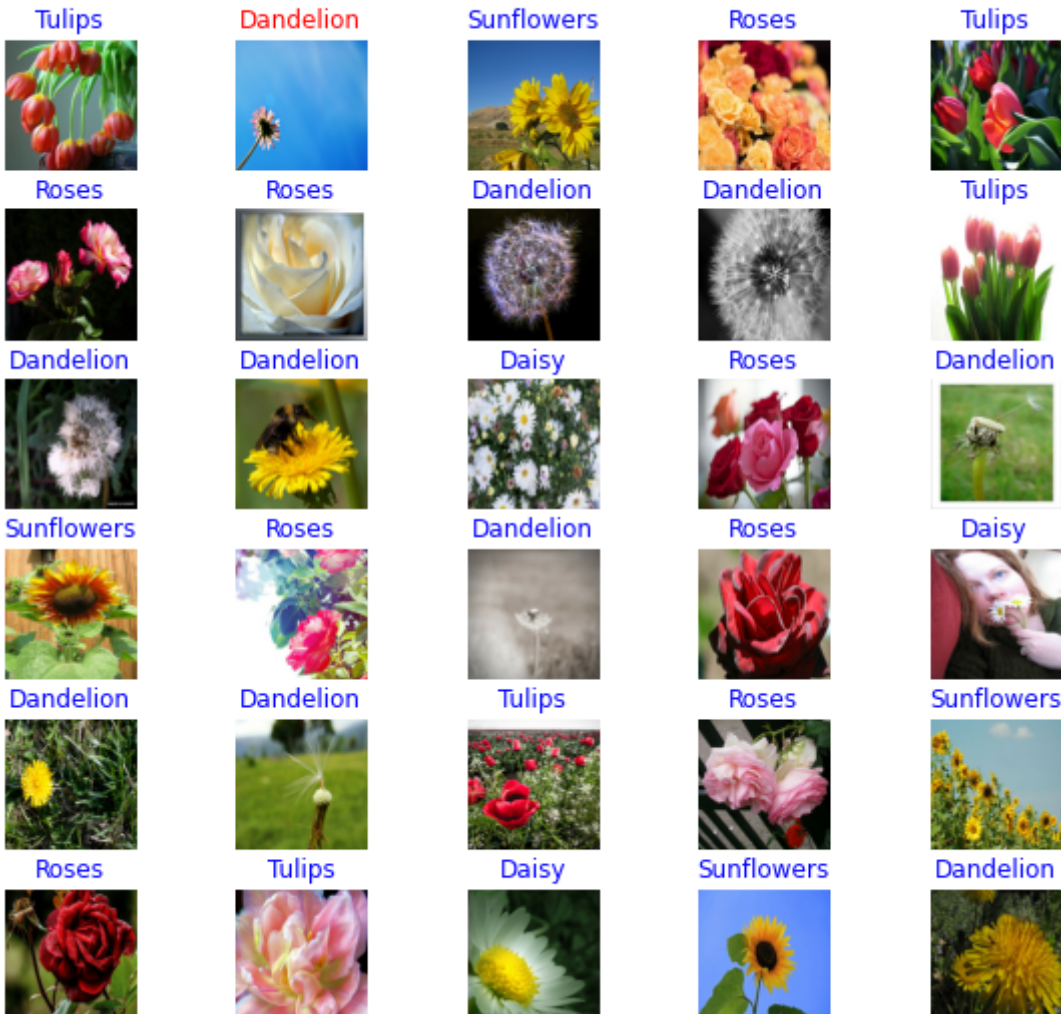 Tulips Dandelion Sunflowers Roses Tulips
Roses Roses Dandelion Dandelion Tulips
Dandelion Dandelion Daisy Roses Dandelion
Sunflowers Roses Dandelion Roses Daisy
Dandelion Dandelion Tulips Roses Sunflowers
Roses Tulips Daisy Sunflowers Dandelion